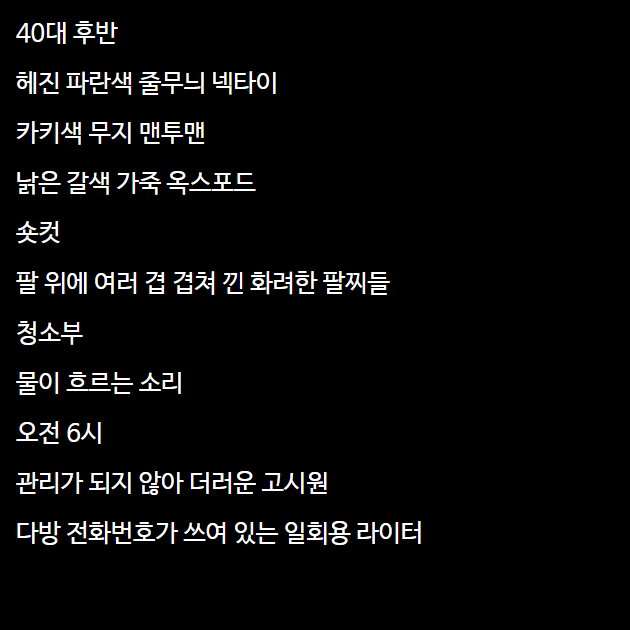 40대 후반
헤진 파란색 줄무늬 넥타이
카키색 무지 맨투맨
낡은 갈색 가죽 옥스포드
숏컷
팔 위에 여러 겹 겹쳐 낀 화려한 팔찌들
청소부
물이 흐르는 소리
오전 6시
관리가 되지 않아 더러운 고시원
다방 전화번호가 쓰여 있는 일회용 라이터